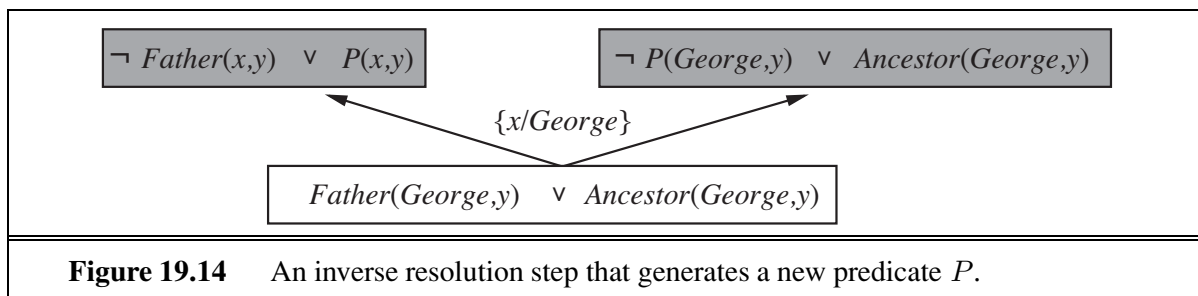 ¬ Father(x,y) ∨ P(x,y)
¬ P(George,y) ∨ Ancestor(George,y)
{x/George}
Father(George,y) ∨ Ancestor(George,y)
Figure 19.14 An inverse resolution step that generates a new predicate P.